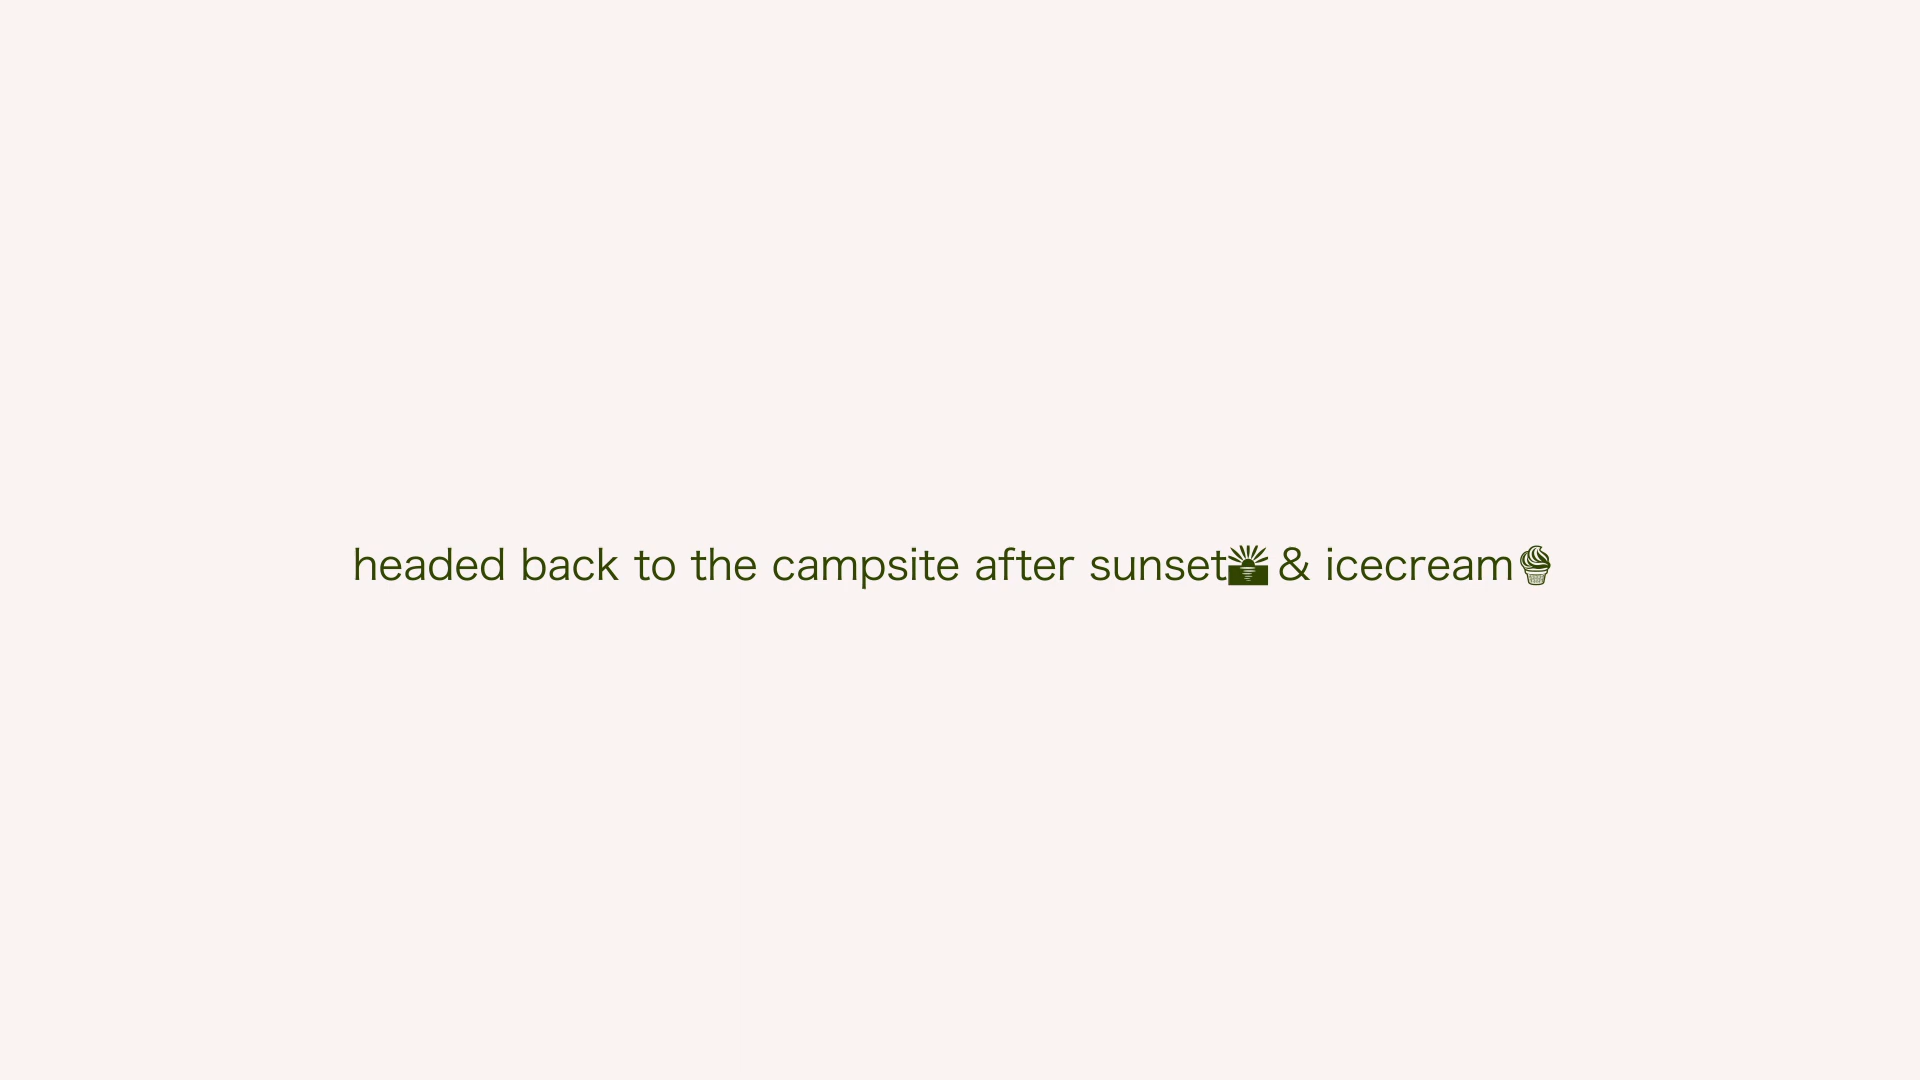 headed back to the campsite after sunset🌅 & icecream🍦